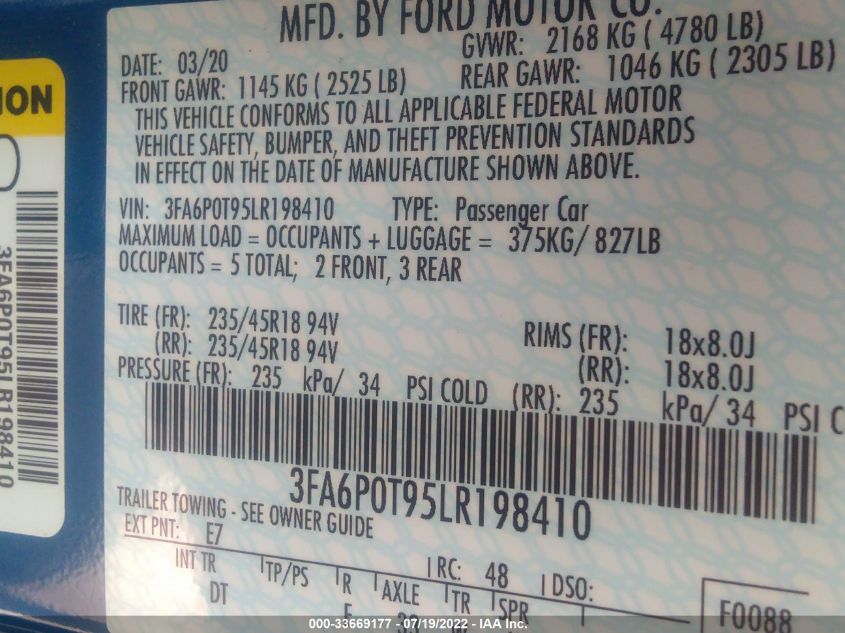 MFD. BY FORD MOTOR CO.
DATE: 03/20 GVWR: 2168 KG ( 4780 LB)
FRONT GAWR: 1145 KG ( 2525 LB) REAR GAWR: 1046 KG ( 2305 LB)
THIS VEHICLE CONFORMS TO ALL APPLICABLE FEDERAL MOTOR
VEHICLE SAFETY, BUMPER, AND THEFT PREVENTION STANDARDS
IN EFFECT ON THE DATE OF MANUFACTURE SHOWN ABOVE.
VIN: 3FA6P0T95LR198410 TYPE: Passenger Car
MAXIMUM LOAD = OCCUPANTS + LUGGAGE = 375KG/ 827LB
OCCUPANTS = 5 TOTAL; 2 FRONT, 3 REAR
TIRE (FR): 235/45R18 94V RIMS (FR): 18x8.0J
(RR): 235/45R18 94V (RR): 18x8.0J
PRESSURE (FR): 235 kPa/ 34 PSI COLD (RR): 235 kPa/ 34 PSI C
3FA6P0T95LR198410
TRAILER TOWING - SEE OWNER GUIDE
EXT PNT: E7 RC: 48 DSO:
INT TR TP/PS R AXLE TR SPR F0088
DT
ION
3FA6P0T95LR198410
000-33669177 - 07/19/2022 - IAA Inc.